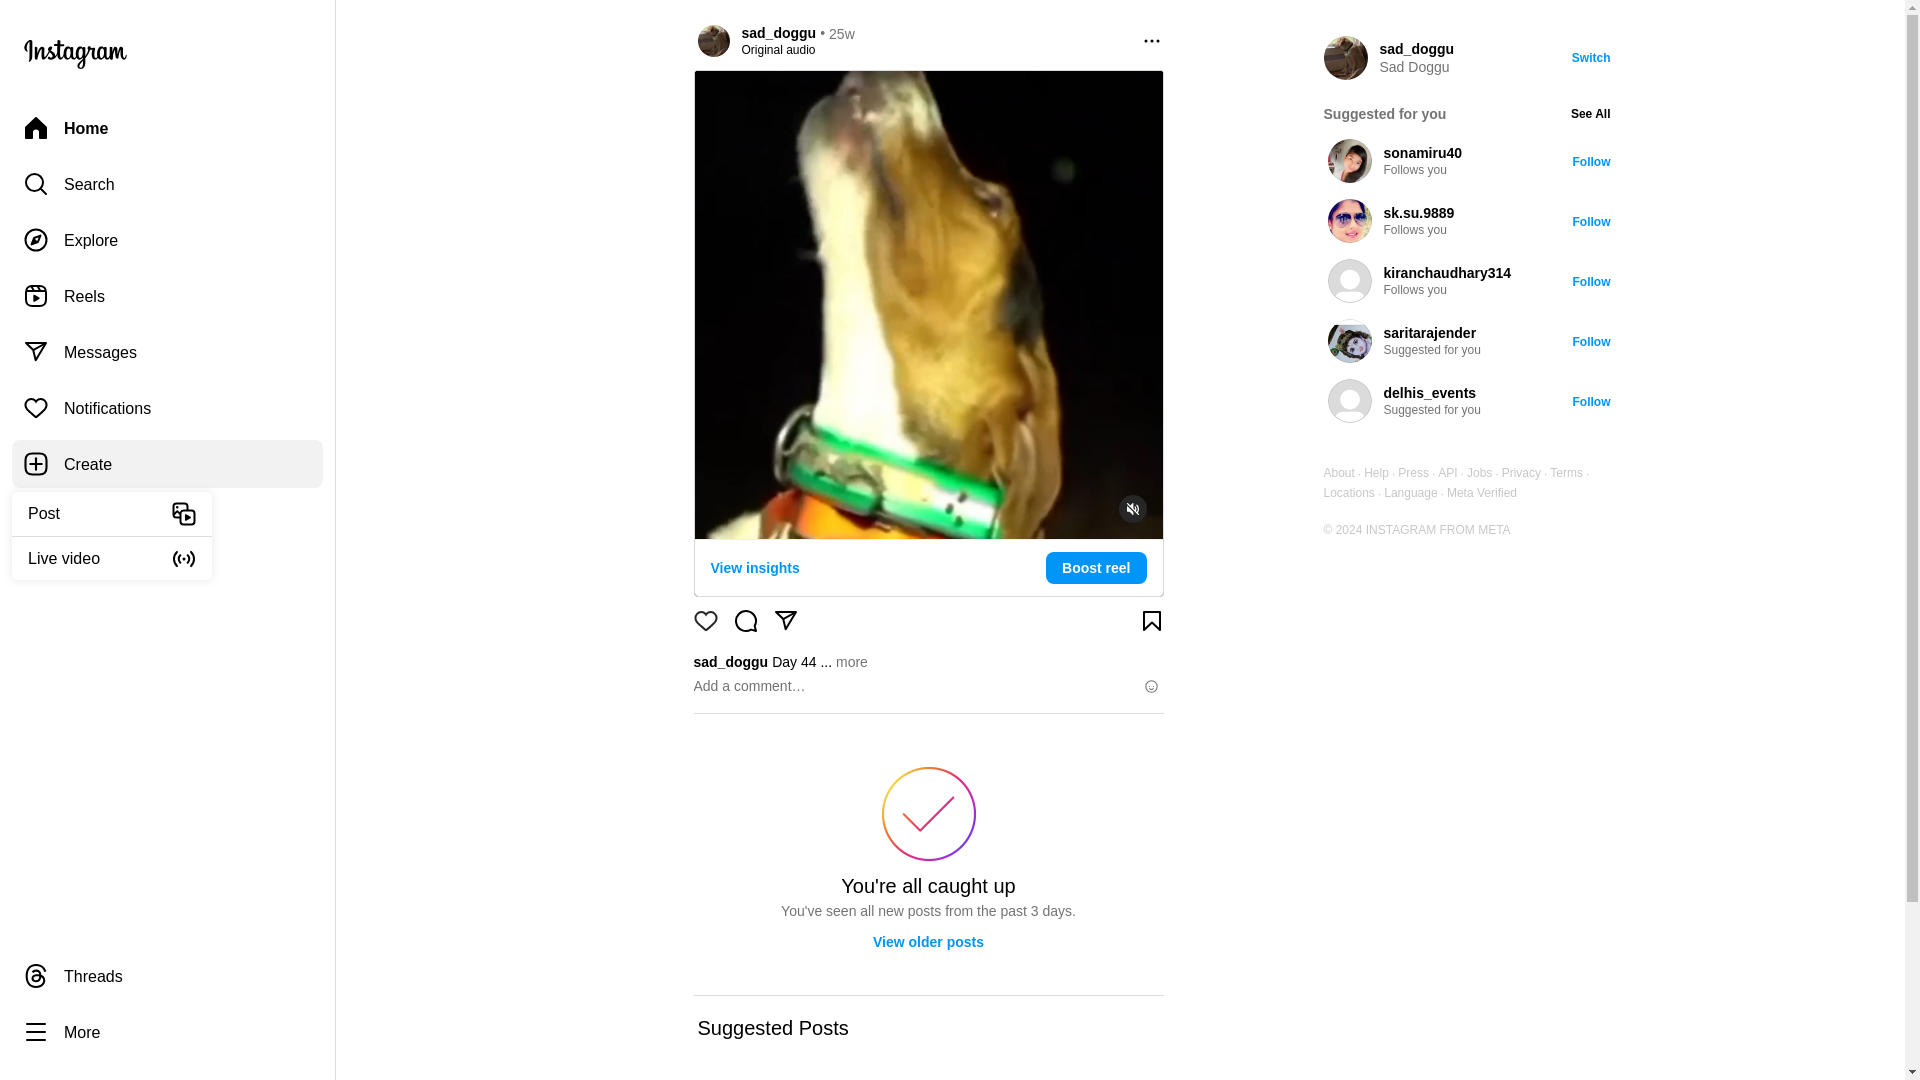 Instagram
Home
Search
Explore
Reels
Messages
Notifications
Create
Post
Live video
Threads
More
sad_doggu • 25w
Original audio
View insights
Boost reel
sad_doggu Day 44 ... more
Add a comment…
You're all caught up
You've seen all new posts from the past 3 days.
View older posts
Suggested Posts
sad_doggu
Sad Doggu
Switch
Suggested for you
See All
sonamiru40
Follows you
Follow
sk.su.9889
Follows you
Follow
kiranchaudhary314
Follows you
Follow
saritarajender
Suggested for you
Follow
delhis_events
Suggested for you
Follow
About · Help · Press · API · Jobs · Privacy · Terms ·
Locations · Language · Meta Verified
© 2024 INSTAGRAM FROM META